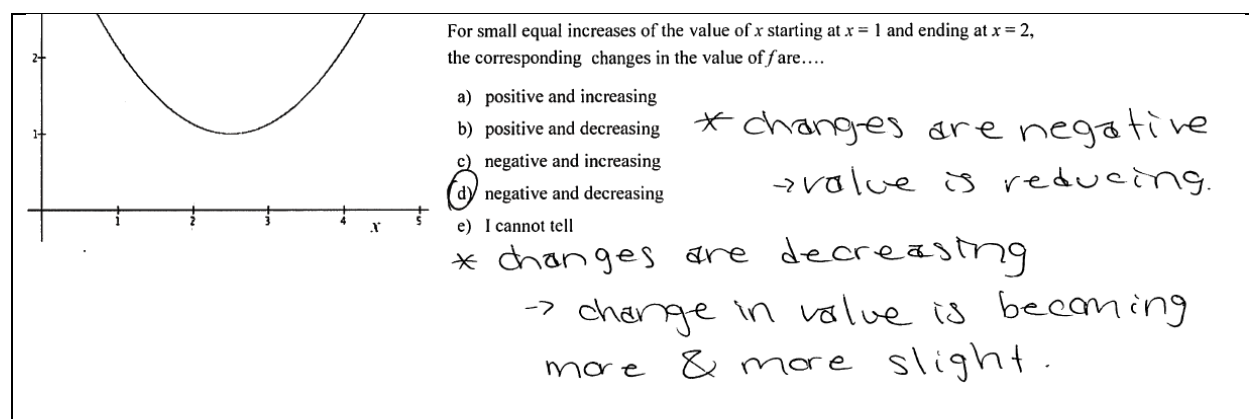 For small equal increases of the value of x starting at x = 1 and ending at x = 2,
the corresponding changes in the value of f are….
a) positive and increasing
b) positive and decreasing
c) negative and increasing
d) negative and decreasing
e) I cannot tell
* changes are negative
→ value is reducing.
* changes are decreasing
→ change in value is becoming
more & more slight.
2
1
1 2 3 4 5
x